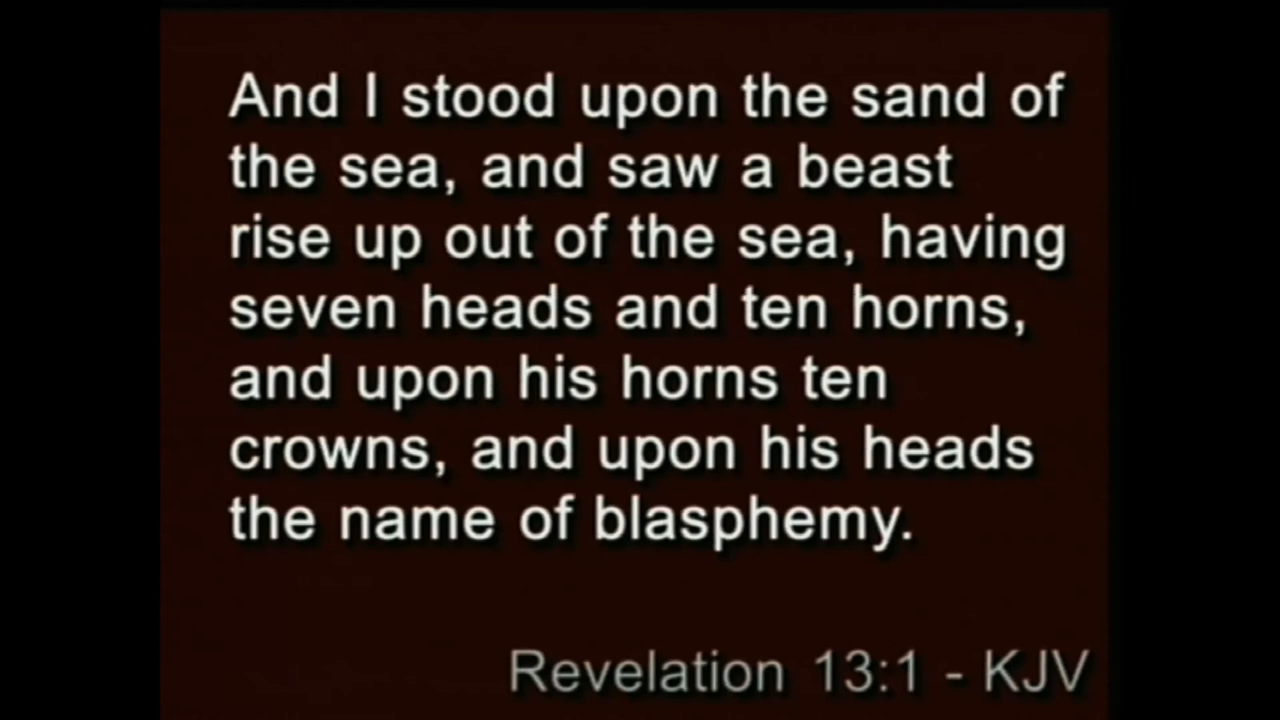 And I stood upon the sand of
the sea, and saw a beast
rise up out of the sea, having
seven heads and ten horns,
and upon his horns ten
crowns, and upon his heads
the name of blasphemy.
Revelation 13:1 - KJV